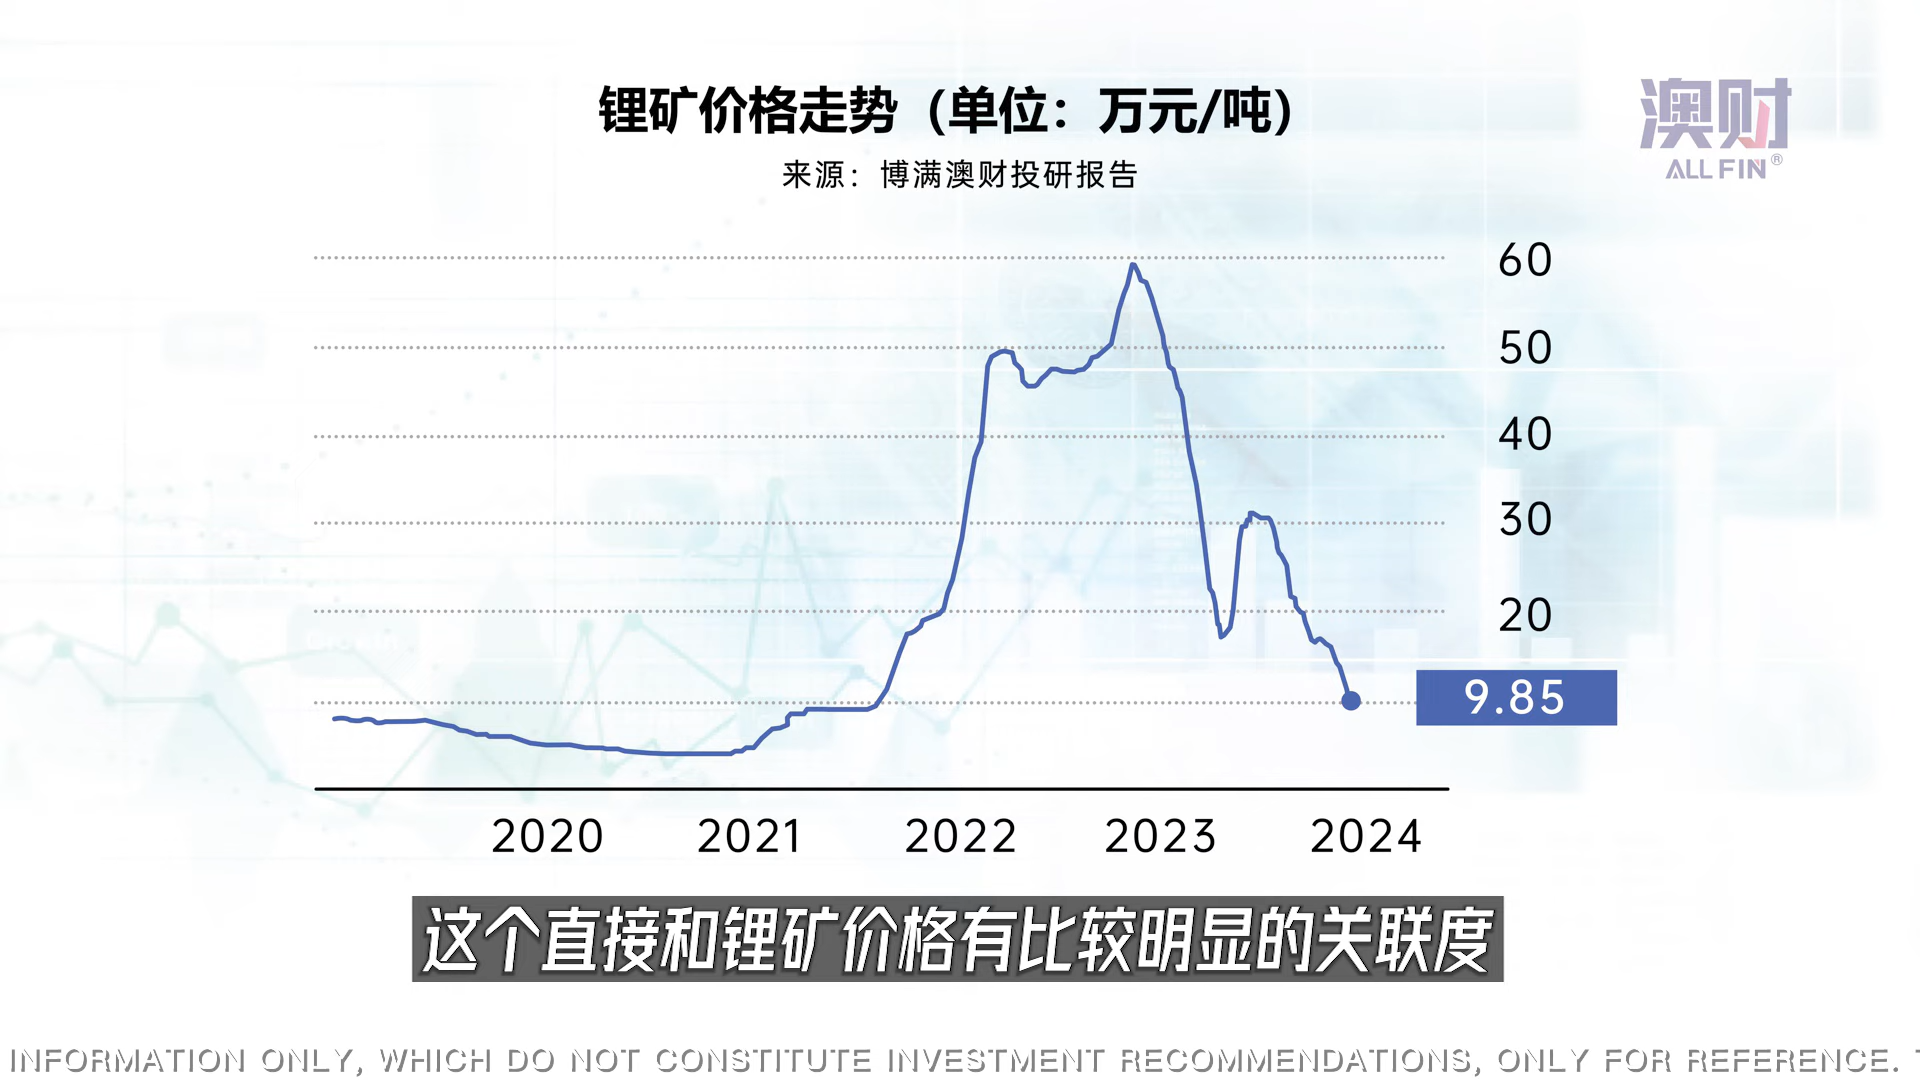 锂矿价格走势（单位：万元/吨）
来源：博满澳财投研报告
澳财
ALL FIN®
60
50
40
30
20
9.85
2020 2021 2022 2023 2024
这个直接和锂矿价格有比较明显的关联度
INFORMATION ONLY, WHICH DO NOT CONSTITUTE INVESTMENT RECOMMENDATIONS, ONLY FOR REFERENCE.